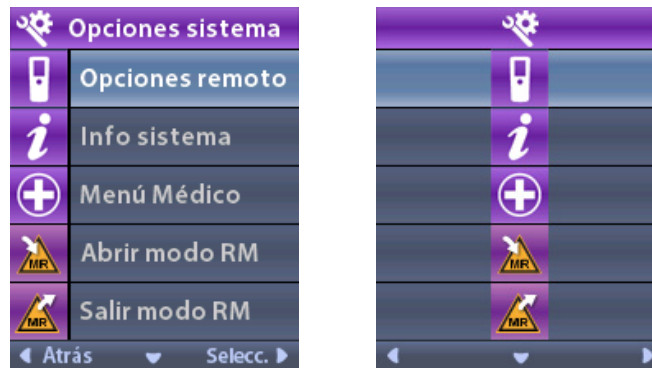 Opciones sistema
Opciones remoto
i Info sistema
Menú Médico
MR Abrir modo RM
MR Salir modo RM
Atrás Selecc.
i
MR
MR